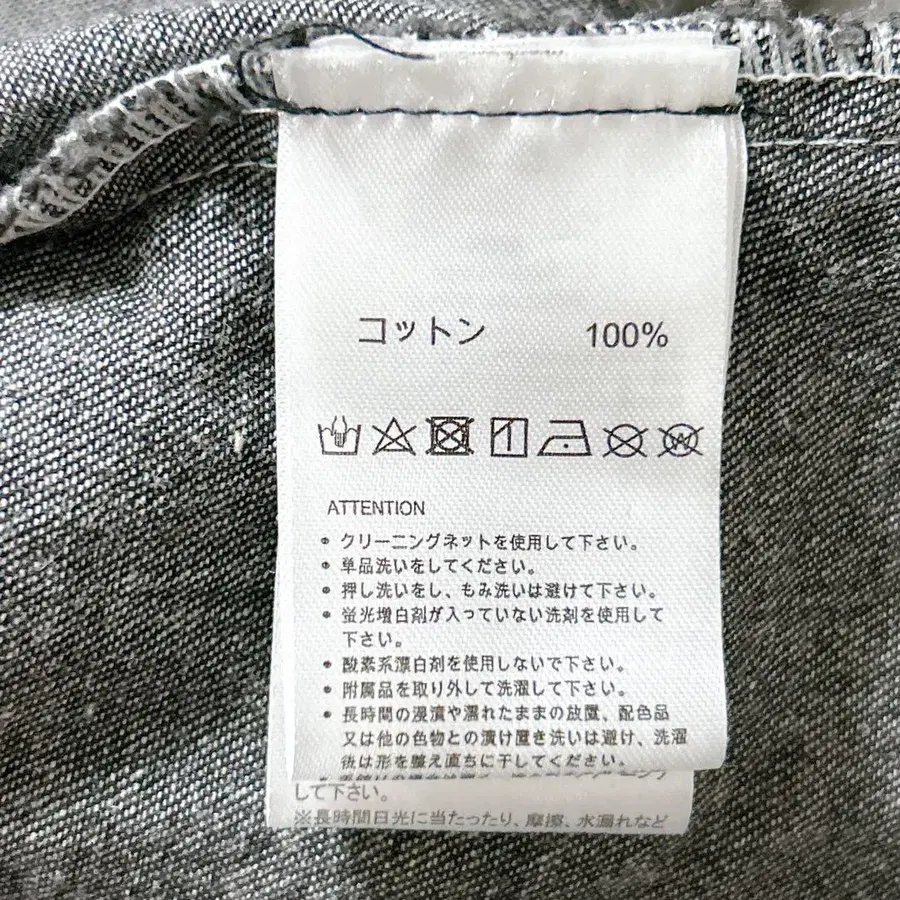 コットン 100%
ATTENTION
• クリーニングネットを使用して下さい。
• 単品洗いをしてください。
• 押し洗いをし、もみ洗いは避けて下さい。
• 蛍光増白剤が入っていない洗剤を使用して
下さい。
• 酸素系漂白剤を使用しないで下さい。
• 附属品を取り外して洗濯して下さい。
• 長時間の浸漬や濡れたままの放置、配色品
又は他の色物との漬け置き洗いは避け、洗濯
後は形を整え直ちに干してください。
して下さい。
※長時間日光に当たったり、摩擦、水濡れなど